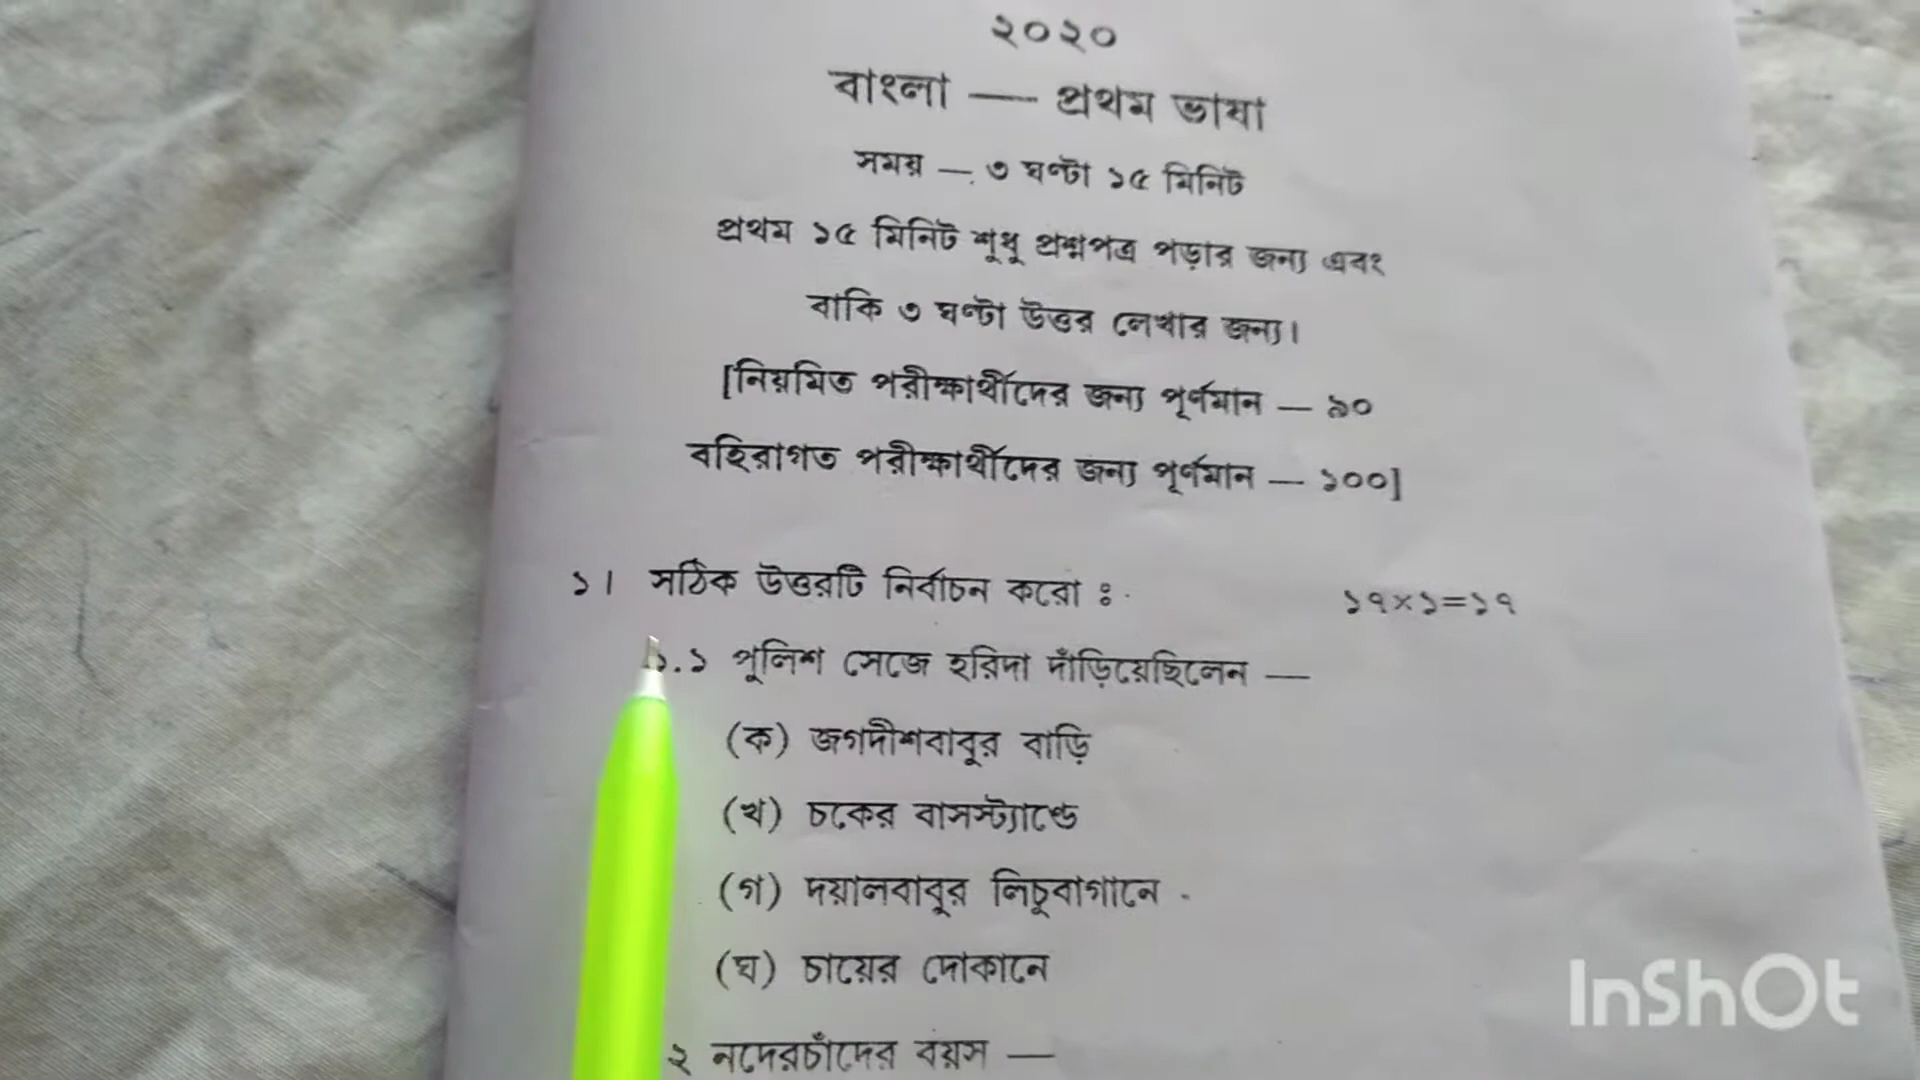 ২০২০
বাংলা — প্রথম ভাষা
সময় — ৩ ঘণ্টা ১৫ মিনিট
প্রথম ১৫ মিনিট শুধু প্রশ্নপত্র পড়ার জন্য এবং
বাকি ৩ ঘণ্টা উত্তর লেখার জন্য।
[নিয়মিত পরীক্ষার্থীদের জন্য পূর্ণমান — ৯০
বহিরাগত পরীক্ষার্থীদের জন্য পূর্ণমান — ১০০]
১। সঠিক উত্তরটি নির্বাচন করো ঃ ১৭×১=১৭
১.১ পুলিশ সেজে হরিদা দাঁড়িয়েছিলেন —
(ক) জগদীশবাবুর বাড়ি
(খ) চকের বাসস্ট্যান্ডে
(গ) দয়ালবাবুর লিচুবাগানে
(ঘ) চায়ের দোকানে
২ নদেরচাঁদের বয়স —
InShOt